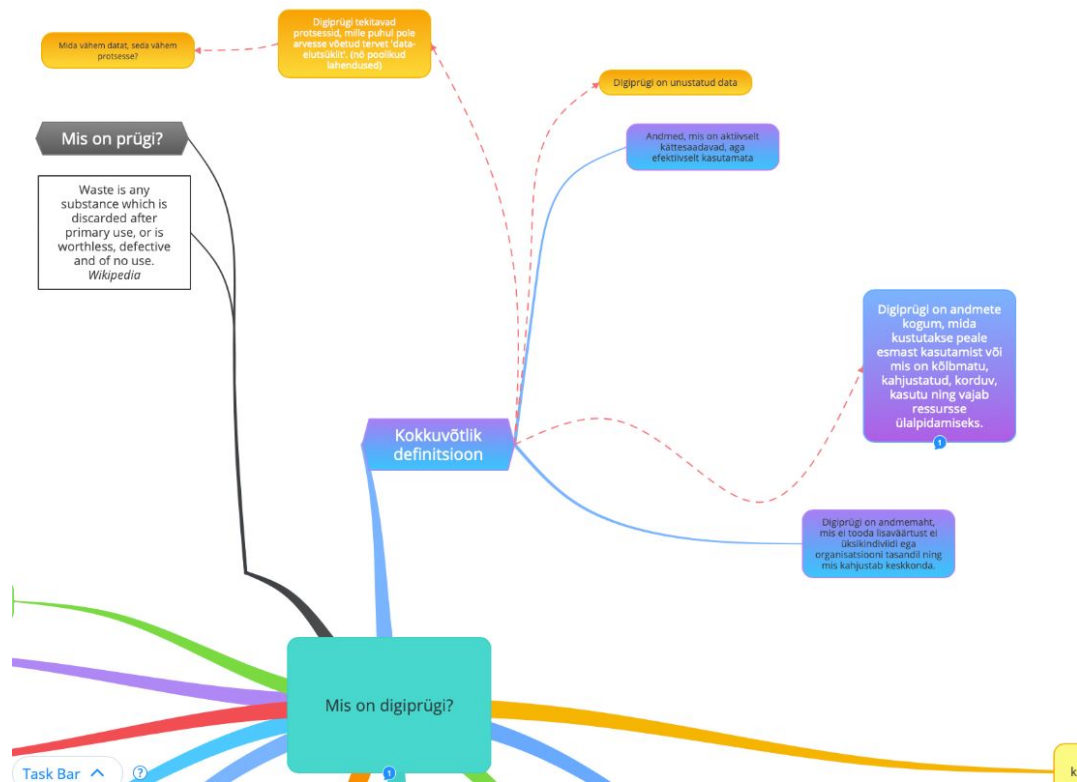 Digiprügi tekitavad
protsessid, mille puhul pole
arvesse võetud tervet 'data-
elutsüklit'. (nö poolikud
lahendused)
Mida vähem datat, seda vähem
protsesse?
Digiprügi on unustatud data
Mis on prügi?
Andmed, mis on aktiivselt
kättesaadavad, aga
efektiivselt kasutamata
Waste is any
substance which is
discarded after
primary use, or is
worthless, defective
and of no use.
Wikipedia
Digiprügi on andmete
kogum, mida
kustutakse peale
esmast kasutamist või
mis on kõlbmatu,
kahjustatud, korduv,
kasutu ning vajab
ressursse
ülalpidamiseks.
1
Kokkuvõtlik
definitsioon
Digiprügi on andmemaht,
mis ei tooda lisaväärtust ei
üksikindiviidi ega
organisatsiooni tasandil ning
mis kahjustab keskkonda.
Mis on digiprügi?
1
Task Bar
?
k